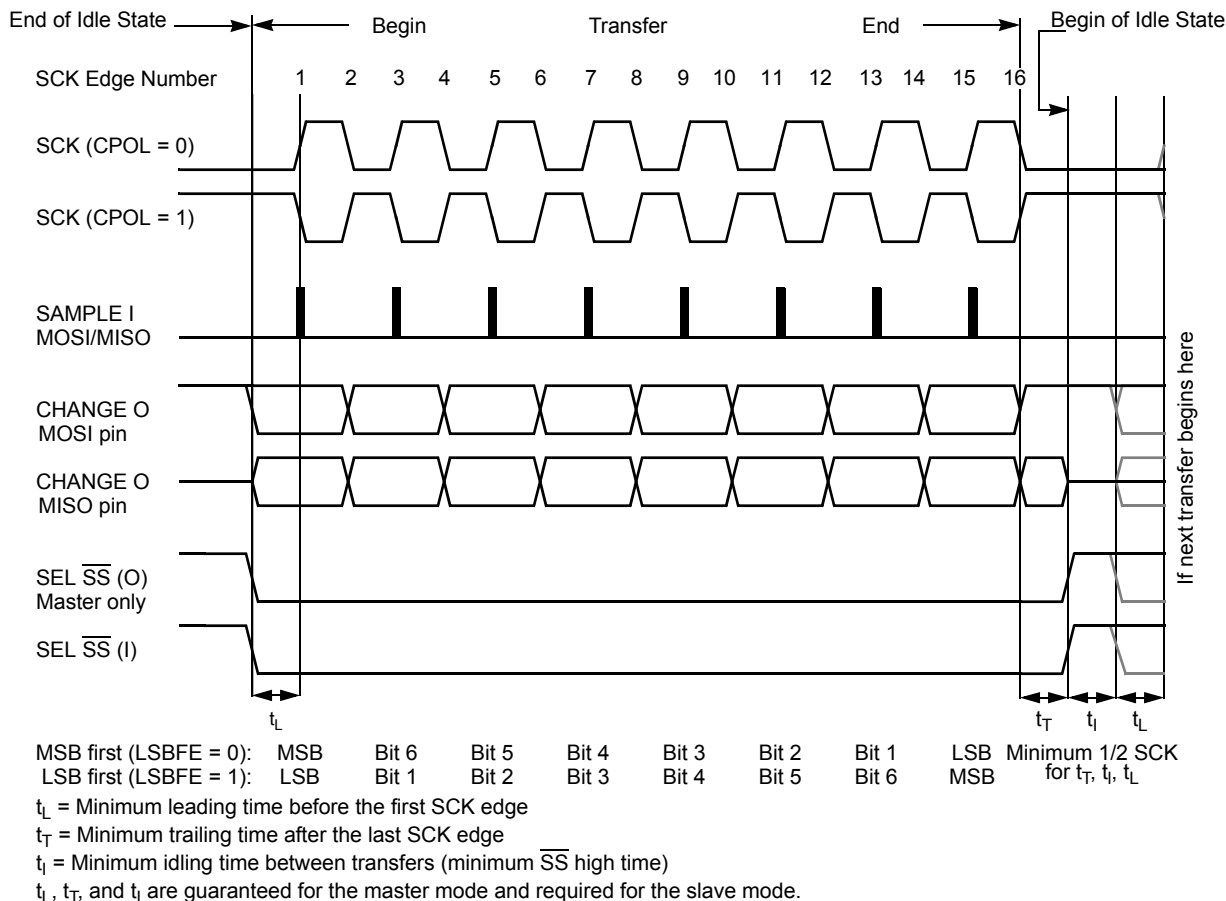 End of Idle State
Begin
Transfer
End
Begin of Idle State
SCK Edge Number
1 2 3 4 5 6 7 8 9 10 11 12 13 14 15 16
SCK (CPOL = 0)
SCK (CPOL = 1)
SAMPLE I
MOSI/MISO
CHANGE O
MOSI pin
CHANGE O
MISO pin
SEL SS (O)
Master only
SEL SS (I)
If next transfer begins here
tL
tT tI tL
MSB first (LSBFE = 0): MSB Bit 6 Bit 5 Bit 4 Bit 3 Bit 2 Bit 1 LSB Minimum 1/2 SCK
LSB first (LSBFE = 1): LSB Bit 1 Bit 2 Bit 3 Bit 4 Bit 5 Bit 6 MSB for tT, tI, tL
tL = Minimum leading time before the first SCK edge
tT = Minimum trailing time after the last SCK edge
tI = Minimum idling time between transfers (minimum SS high time)
tL, tT, and tI are guaranteed for the master mode and required for the slave mode.